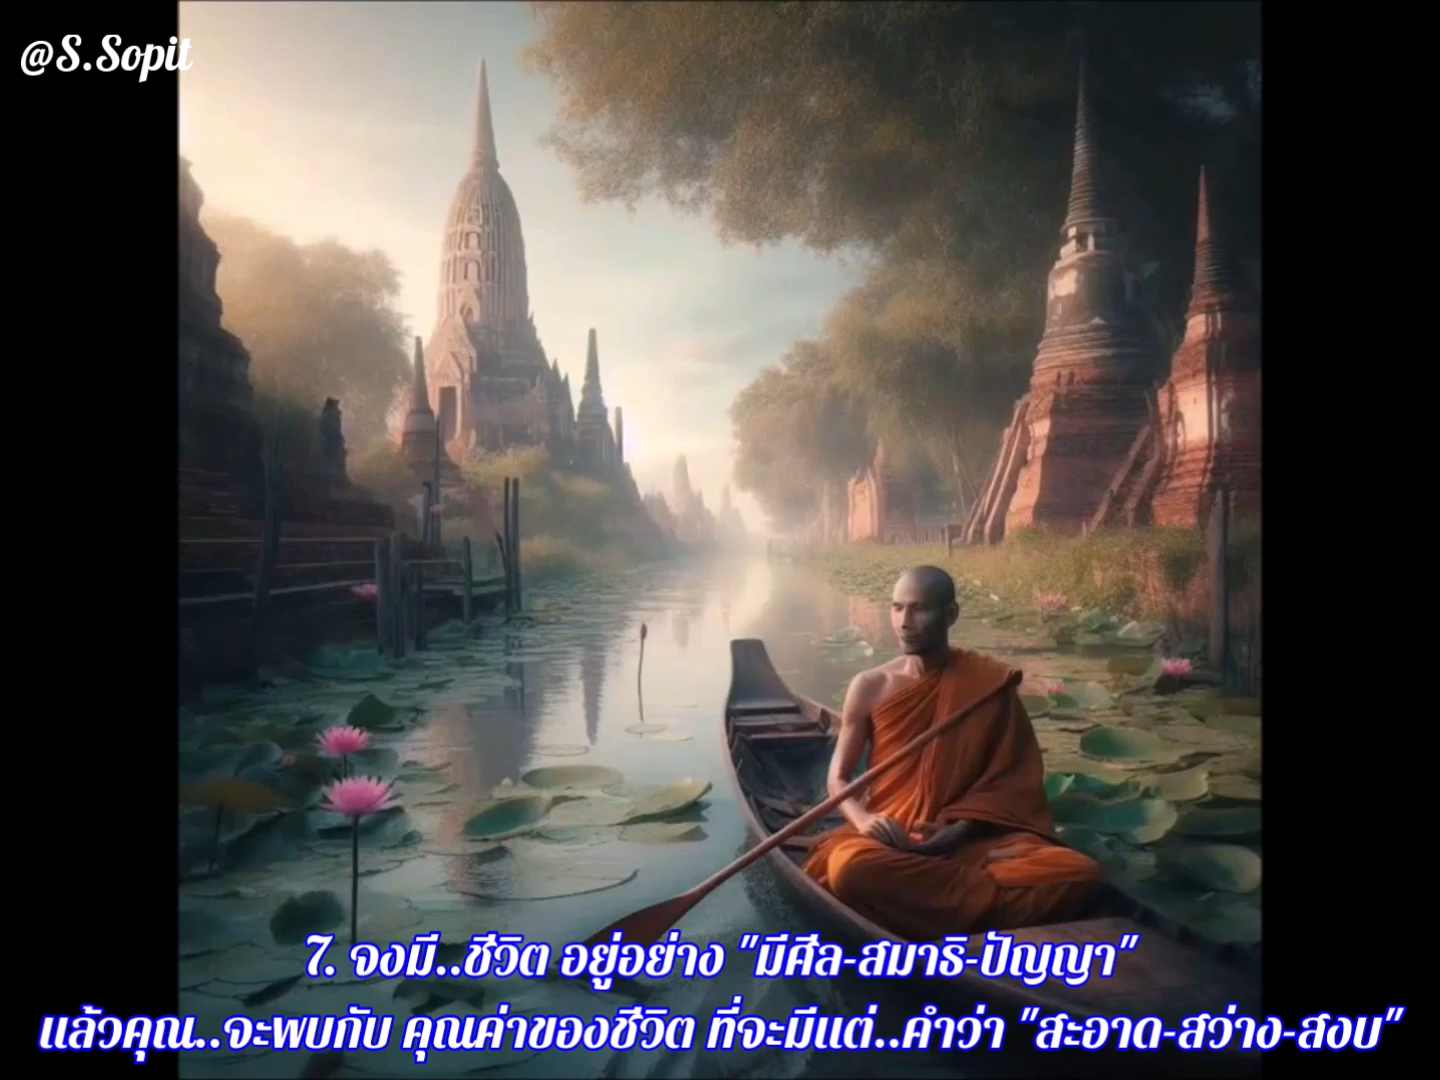 @S.Sopit
7. จงมี..ชีวิต อยู่อย่าง "มีศีล-สมาธิ-ปัญญา"
แล้วคุณ..จะพบกับ คุณค่าของชีวิต ที่จะมีแต่..คำว่า "สะอาด-สว่าง-สงบ"